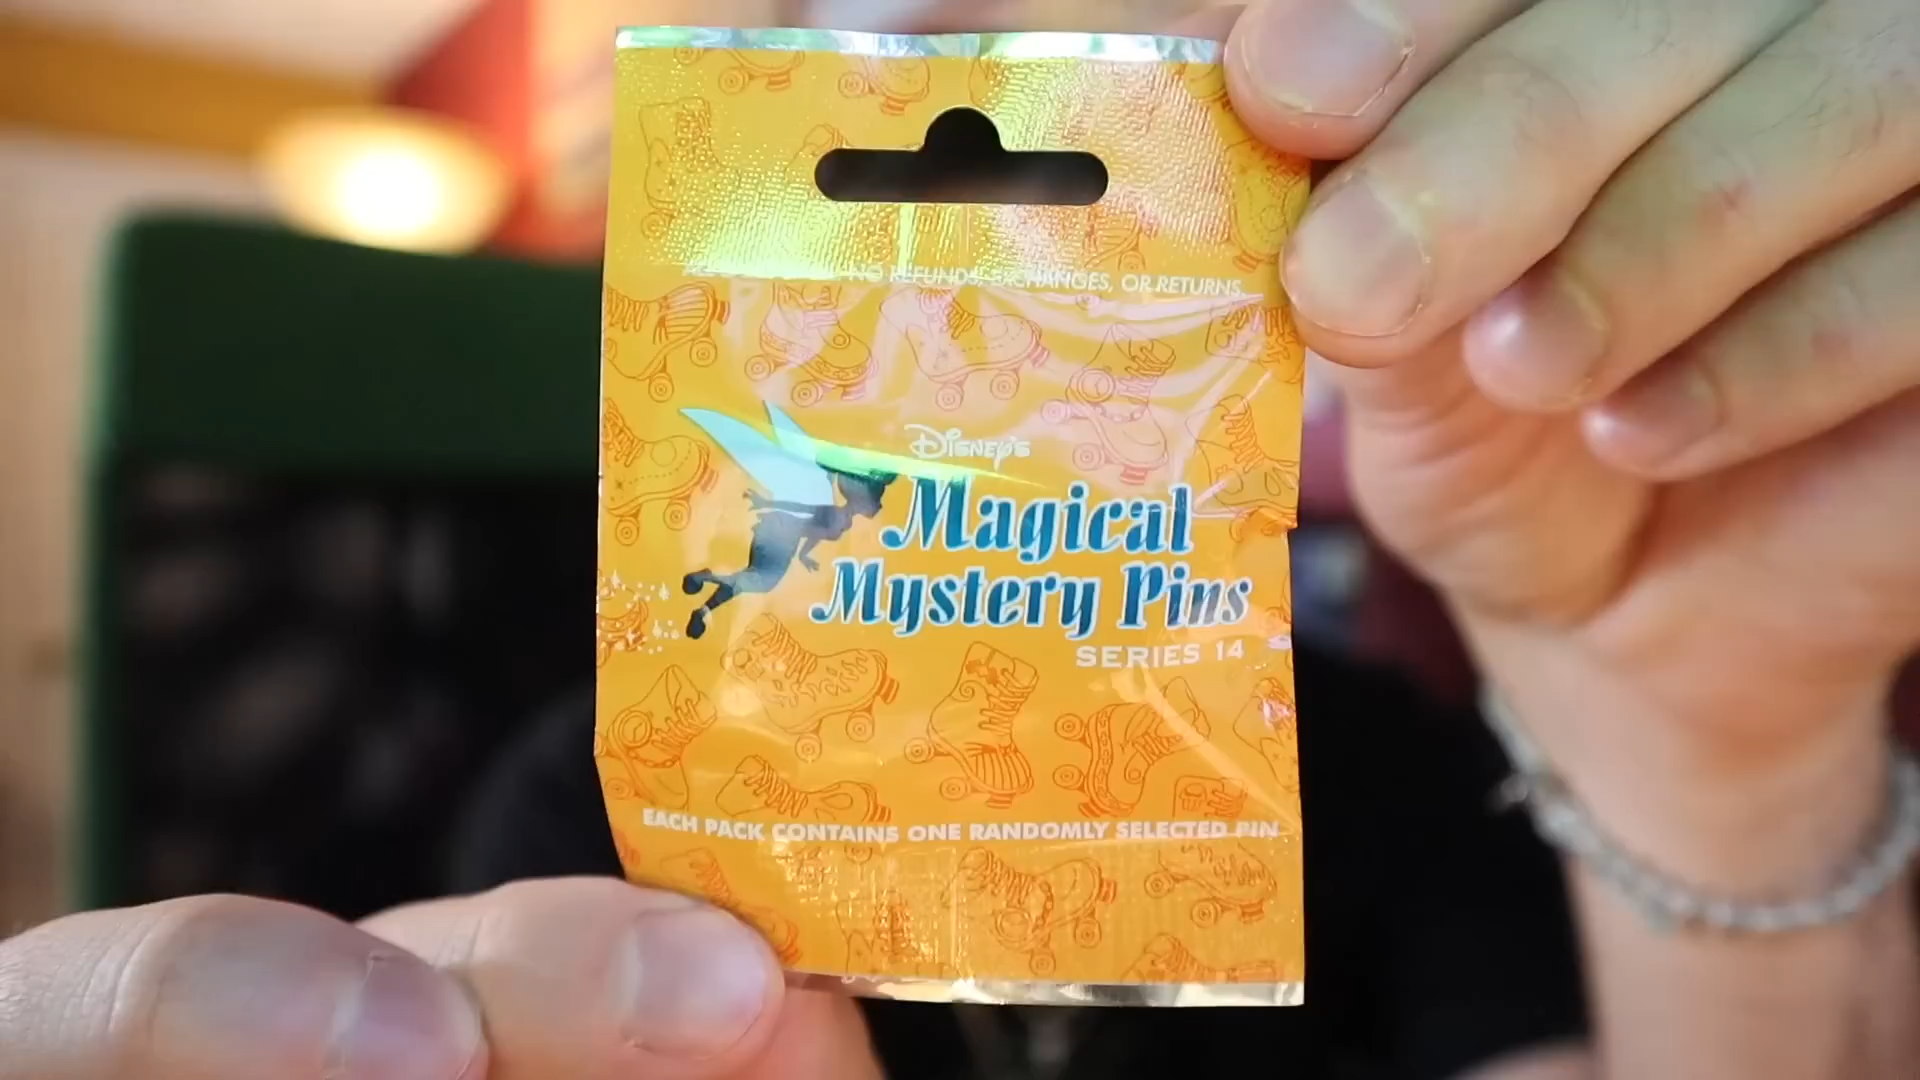 NO REFUNDS, EXCHANGES, OR RETURNS.
Disney's
Magical
Mystery Pins
SERIES 14
EACH PACK CONTAINS ONE RANDOMLY SELECTED PIN